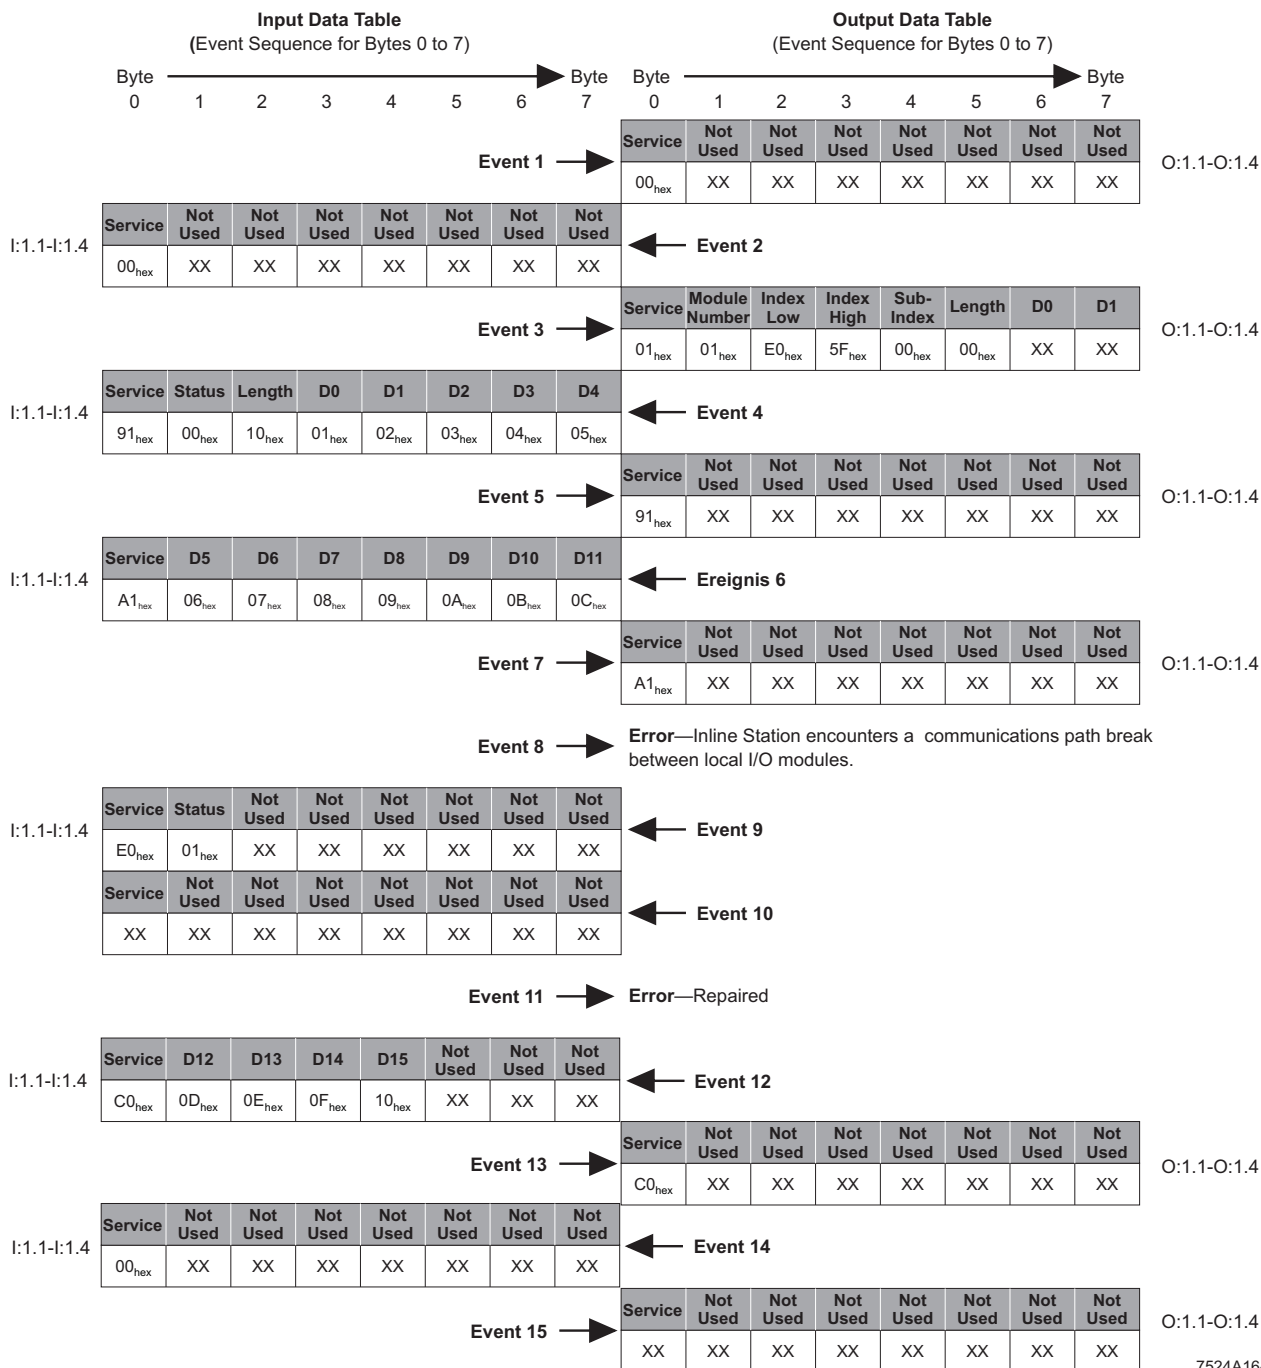 Input Data Table
(Event Sequence for Bytes 0 to 7)
Output Data Table
(Event Sequence for Bytes 0 to 7)
Byte Byte
0 1 2 3 4 5 6 7
Byte Byte
0 1 2 3 4 5 6 7
Event 1
Service Not Used Not Used Not Used Not Used Not Used Not Used Not Used
00hex XX XX XX XX XX XX XX
O:1.1-O:1.4
I:1.1-I:1.4
Service Not Used Not Used Not Used Not Used Not Used Not Used Not Used
00hex XX XX XX XX XX XX XX
Event 2
Event 3
Service Module Number Index Low Index High Sub-Index Length D0 D1
01hex 01hex E0hex 5Fhex 00hex 00hex XX XX
O:1.1-O:1.4
I:1.1-I:1.4
Service Status Length D0 D1 D2 D3 D4
91hex 00hex 10hex 01hex 02hex 03hex 04hex 05hex
Event 4
Event 5
Service Not Used Not Used Not Used Not Used Not Used Not Used Not Used
91hex XX XX XX XX XX XX XX
O:1.1-O:1.4
I:1.1-I:1.4
Service D5 D6 D7 D8 D9 D10 D11
A1hex 06hex 07hex 08hex 09hex 0Ahex 0Bhex 0Chex
Ereignis 6
Event 7
Service Not Used Not Used Not Used Not Used Not Used Not Used Not Used
A1hex XX XX XX XX XX XX XX
O:1.1-O:1.4
Event 8
Error—Inline Station encounters a communications path break
between local I/O modules.
I:1.1-I:1.4
Service Status Not Used Not Used Not Used Not Used Not Used Not Used
E0hex 01hex XX XX XX XX XX XX
Event 9
Service Not Used Not Used Not Used Not Used Not Used Not Used Not Used
XX XX XX XX XX XX XX XX
Event 10
Event 11
Error—Repaired
I:1.1-I:1.4
Service D12 D13 D14 D15 Not Used Not Used Not Used
C0hex 0Dhex 0Ehex 0Fhex 10hex XX XX XX
Event 12
Event 13
Service Not Used Not Used Not Used Not Used Not Used Not Used Not Used
C0hex XX XX XX XX XX XX XX
O:1.1-O:1.4
I:1.1-I:1.4
Service Not Used Not Used Not Used Not Used Not Used Not Used Not Used
00hex XX XX XX XX XX XX XX
Event 14
Event 15
Service Not Used Not Used Not Used Not Used Not Used Not Used Not Used
XX XX XX XX XX XX XX XX
O:1.1-O:1.4